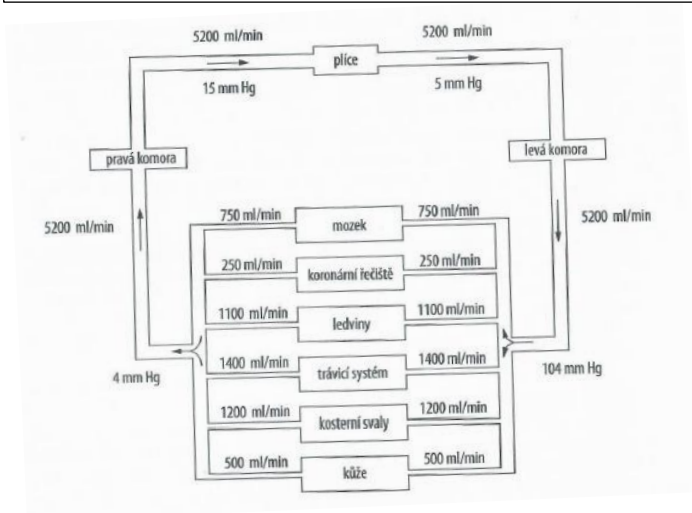 5200 ml/min
5200 ml/min
plíce
15 mm Hg
5 mm Hg
pravá komora
levá komora
750 ml/min
mozek
750 ml/min
5200 ml/min
5200 ml/min
250 ml/min
koronární řečiště
250 ml/min
1100 ml/min
ledviny
1100 ml/min
4 mm Hg
1400 ml/min
trávicí systém
1400 ml/min
104 mm Hg
1200 ml/min
kosterní svaly
1200 ml/min
500 ml/min
kůže
500 ml/min